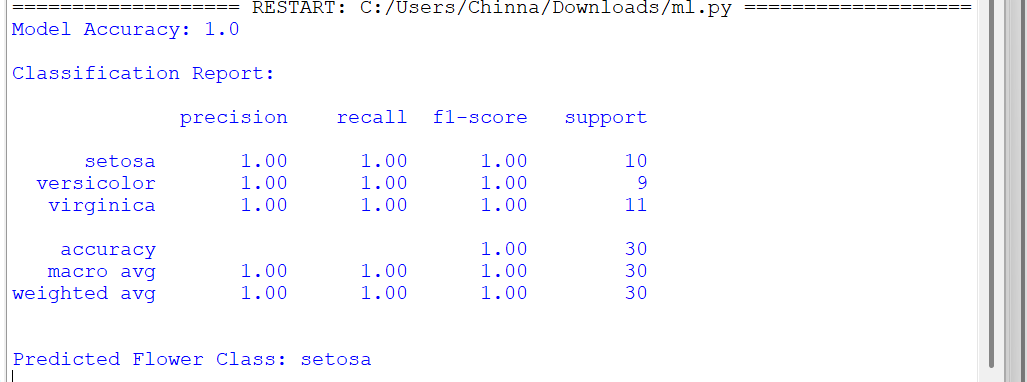 =================== RESTART: C:/Users/Chinna/Downloads/ml.py ===================
Model Accuracy: 1.0
Classification Report:
precision recall f1-score support
setosa 1.00 1.00 1.00 10
versicolor 1.00 1.00 1.00 9
virginica 1.00 1.00 1.00 11
accuracy 1.00 30
macro avg 1.00 1.00 1.00 30
weighted avg 1.00 1.00 1.00 30
Predicted Flower Class: setosa